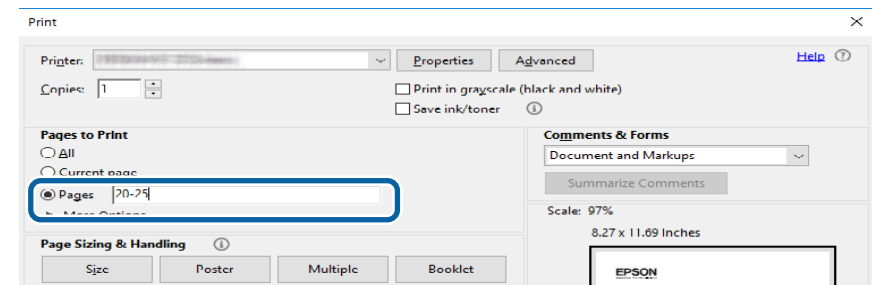 Print
Printer:
Properties
Advanced
Help
Copies: 1
Print in grayscale (black and white)
Save ink/toner
Pages to Print
All
Current page
Pages 20-25
More Options
Comments & Forms
Document and Markups
Summarize Comments
Scale: 97%
8.27 x 11.69 Inches
Page Sizing & Handling
Size
Poster
Multiple
Booklet
EPSON